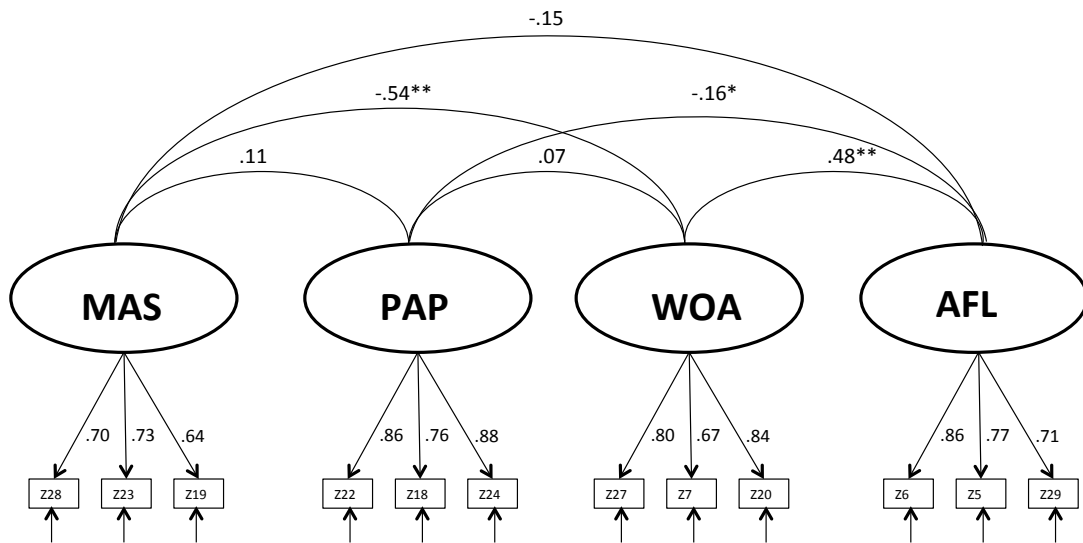 -.15
-.54** -.16*
.11 .07 .48**
MAS PAP WOA AFL
.70 .73 .64 .86 .76 .88 .80 .67 .84 .86 .77 .71
Z28 Z23 Z19 Z22 Z18 Z24 Z27 Z7 Z20 Z6 Z5 Z29